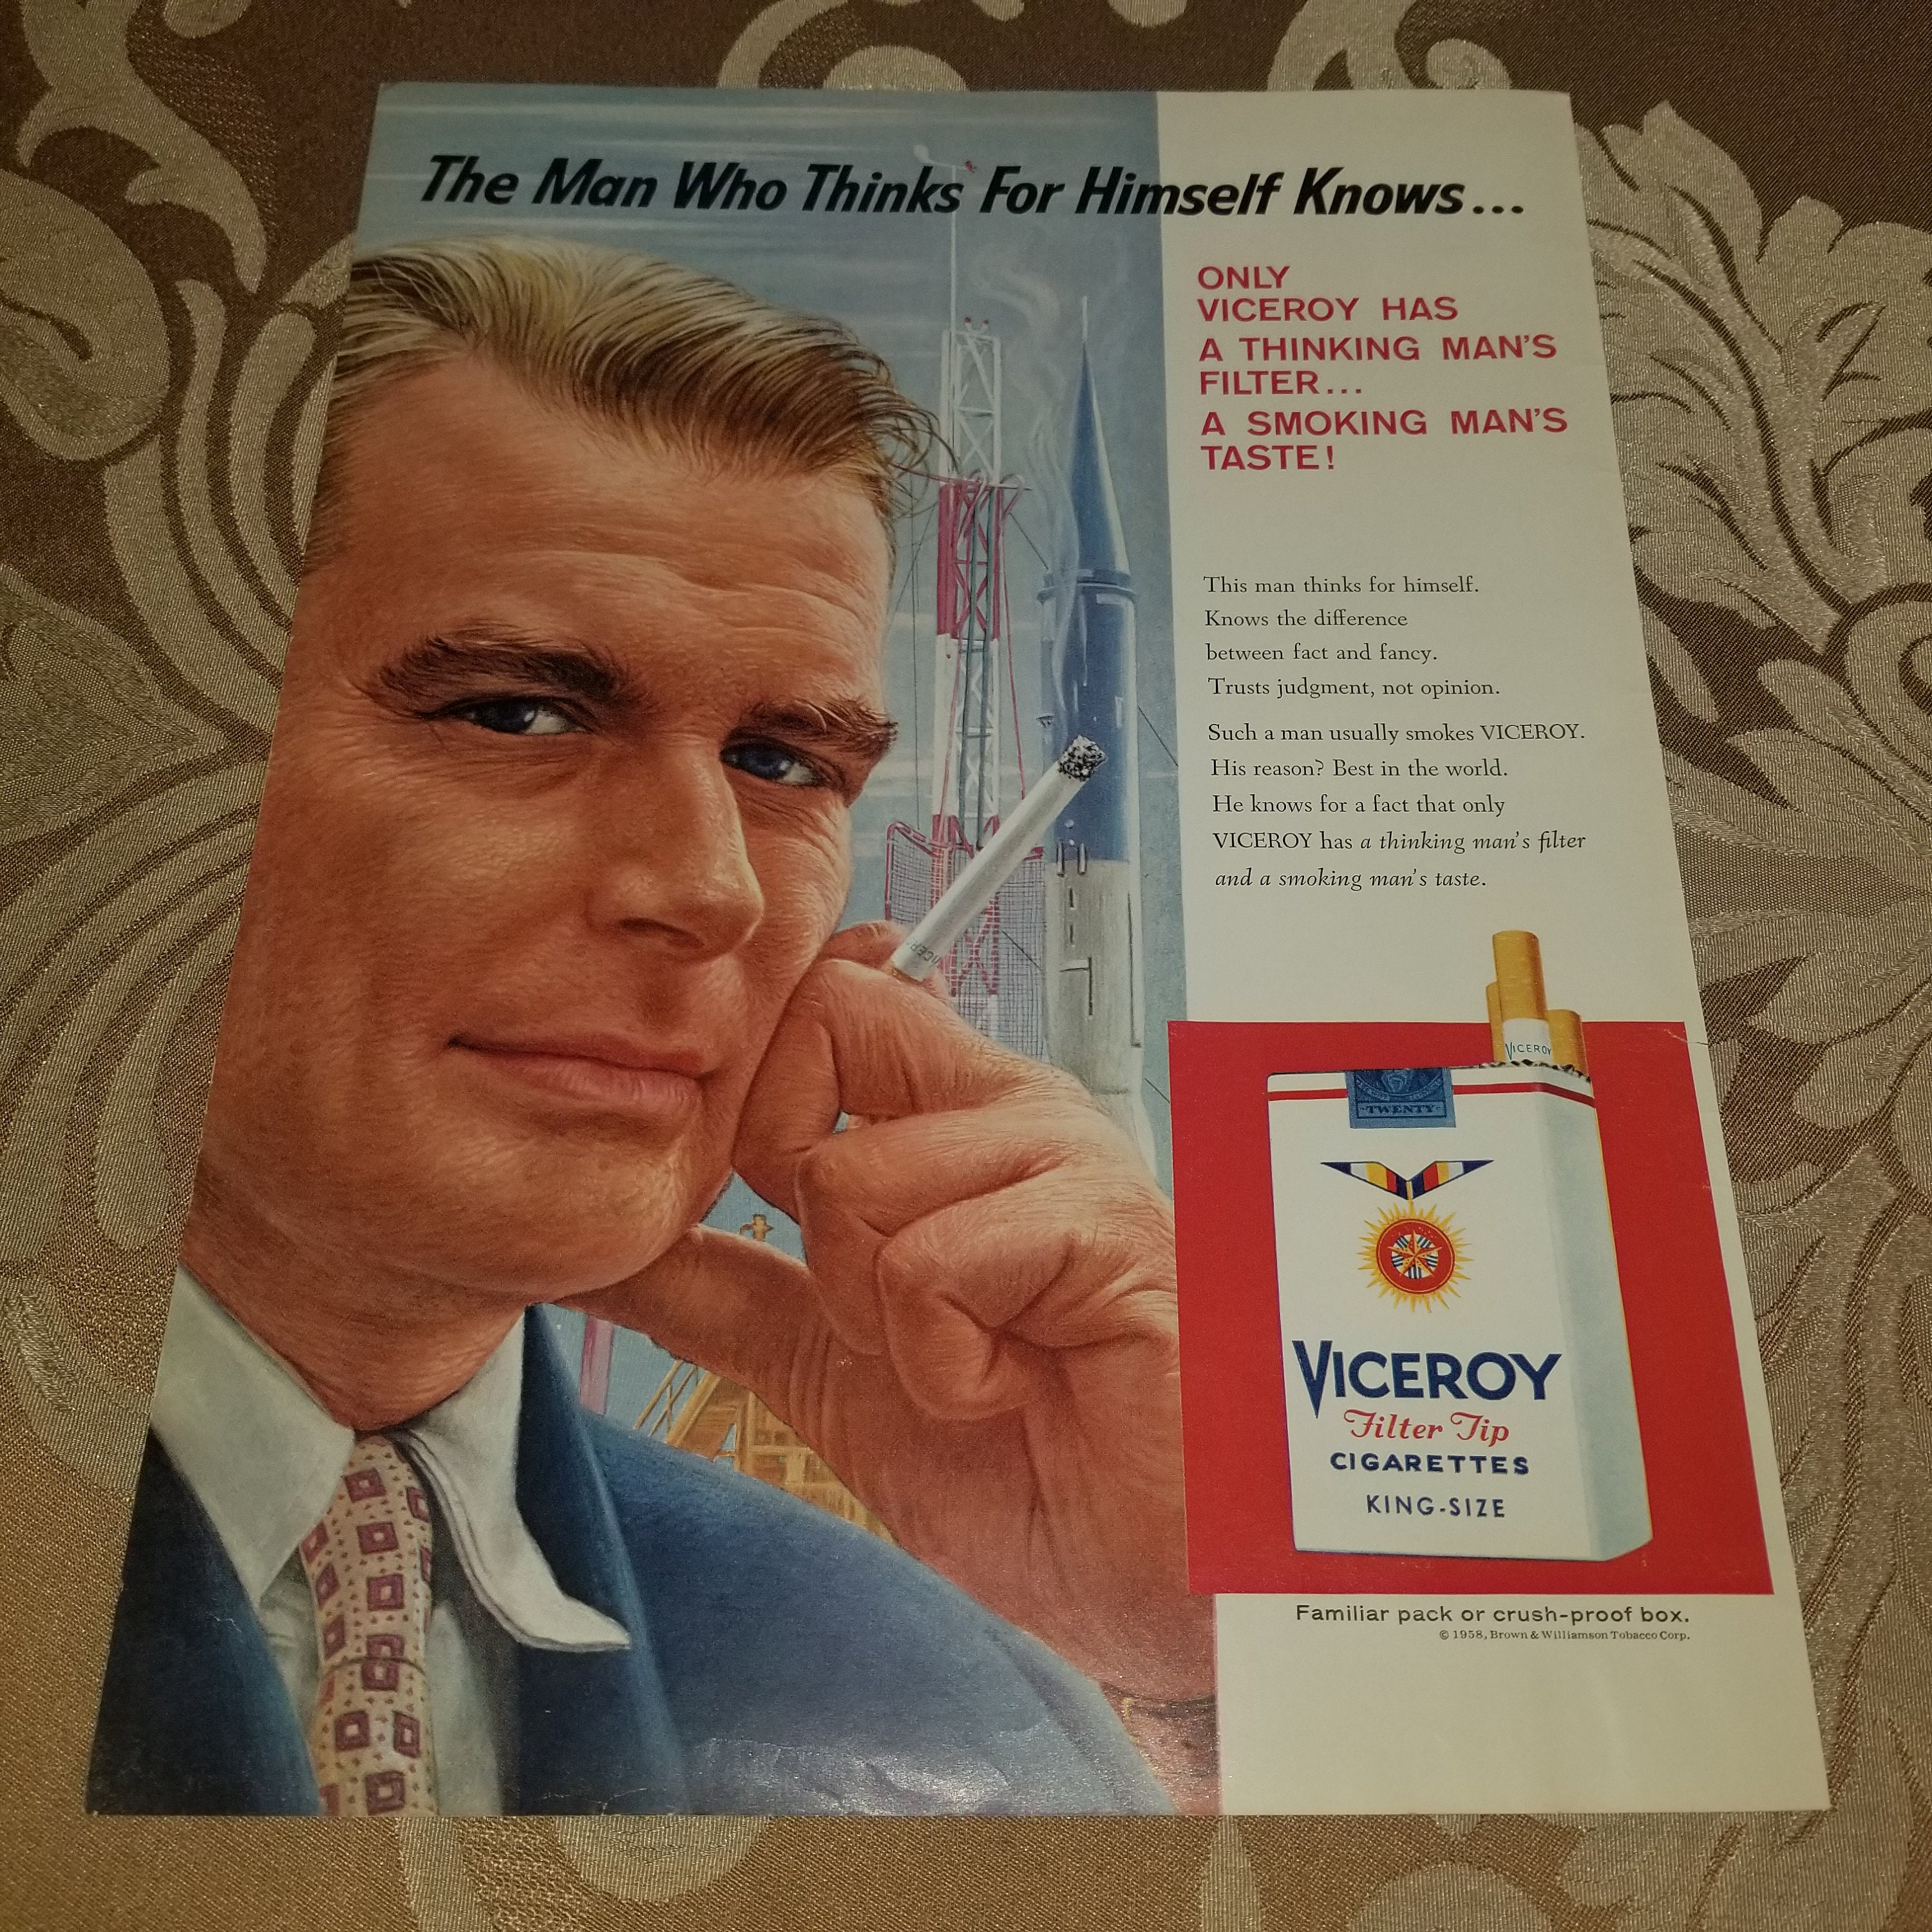 The Man Who Thinks For Himself Knows...
ONLY
VICEROY HAS
A THINKING MAN'S
FILTER...
A SMOKING MAN'S
TASTE!
This man thinks for himself.
Knows the difference
between fact and fancy.
Trusts judgment, not opinion.
Such a man usually smokes VICEROY.
His reason? Best in the world.
He knows for a fact that only
VICEROY has a thinking man's filter
and a smoking man's taste.
VICEROY
TWENTY
VICEROY
Filter Tip
CIGARETTES
KING-SIZE
Familiar pack or crush-proof box.
© 1958, Brown & Williamson Tobacco Corp.